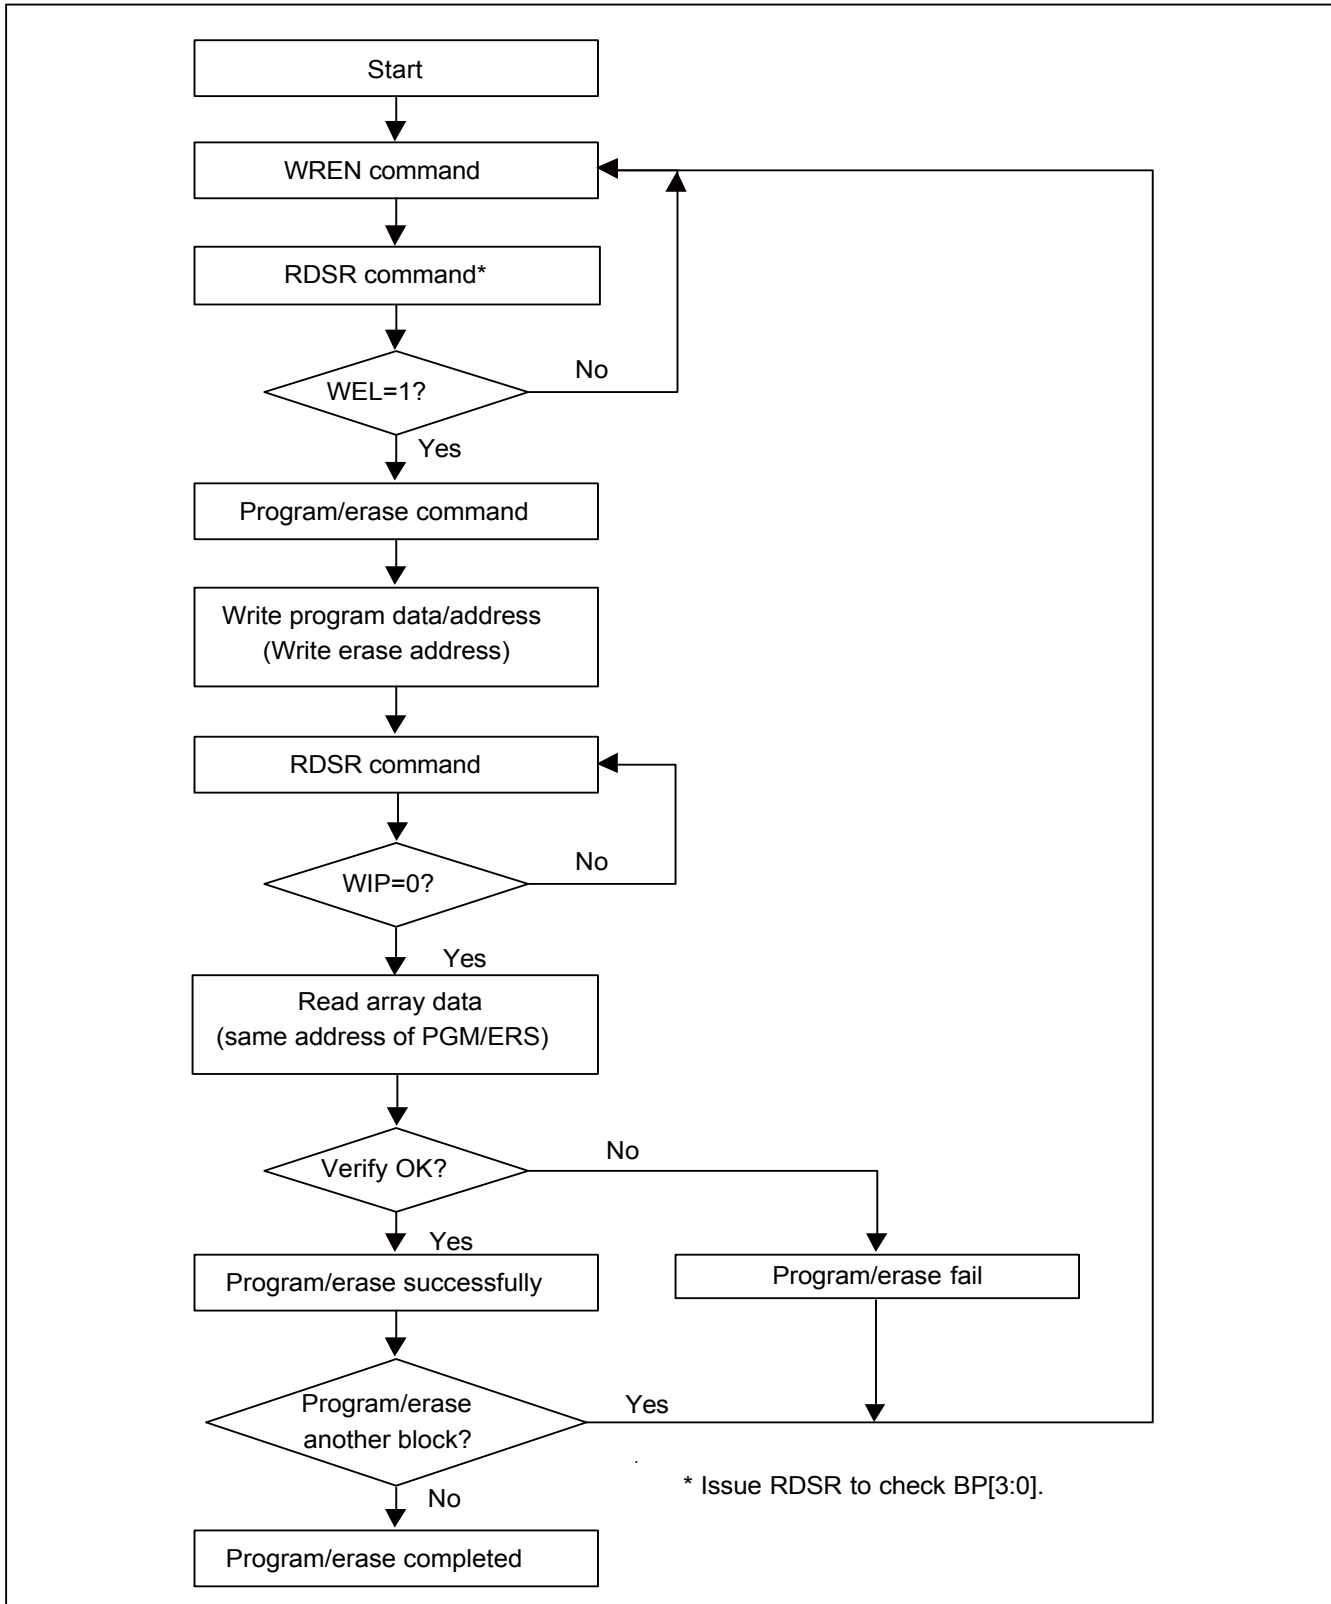 Start
WREN command
RDSR command*
WEL=1?
No
Yes
Program/erase command
Write program data/address
(Write erase address)
RDSR command
WIP=0?
No
Yes
Read array data
(same address of PGM/ERS)
Verify OK?
No
Yes
Program/erase successfully
Program/erase fail
Program/erase
another block?
Yes
* Issue RDSR to check BP[3:0].
No
Program/erase completed